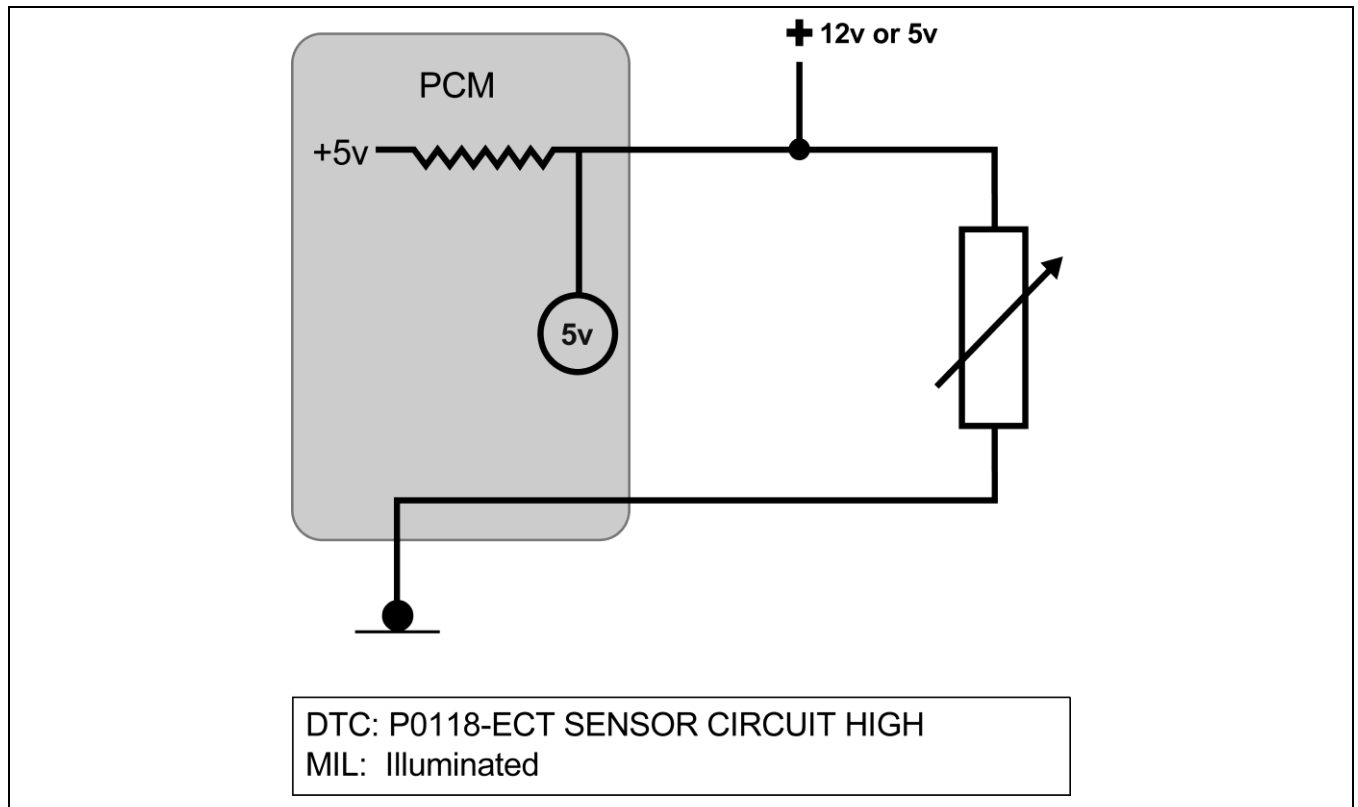 + 12v or 5v
PCM
+5v
5v
DTC: P0118-ECT SENSOR CIRCUIT HIGH
MIL: Illuminated